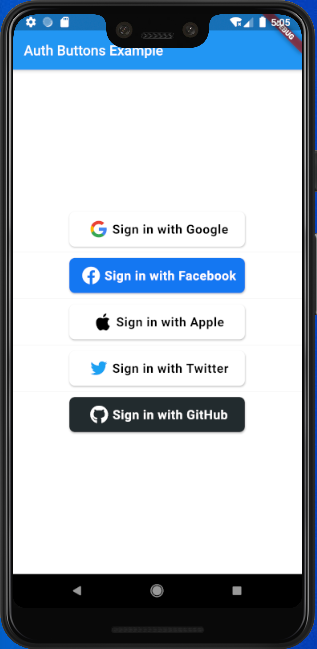 5:05
DEBUG
Auth Buttons Example
Sign in with Google
Sign in with Facebook
Sign in with Apple
Sign in with Twitter
Sign in with GitHub